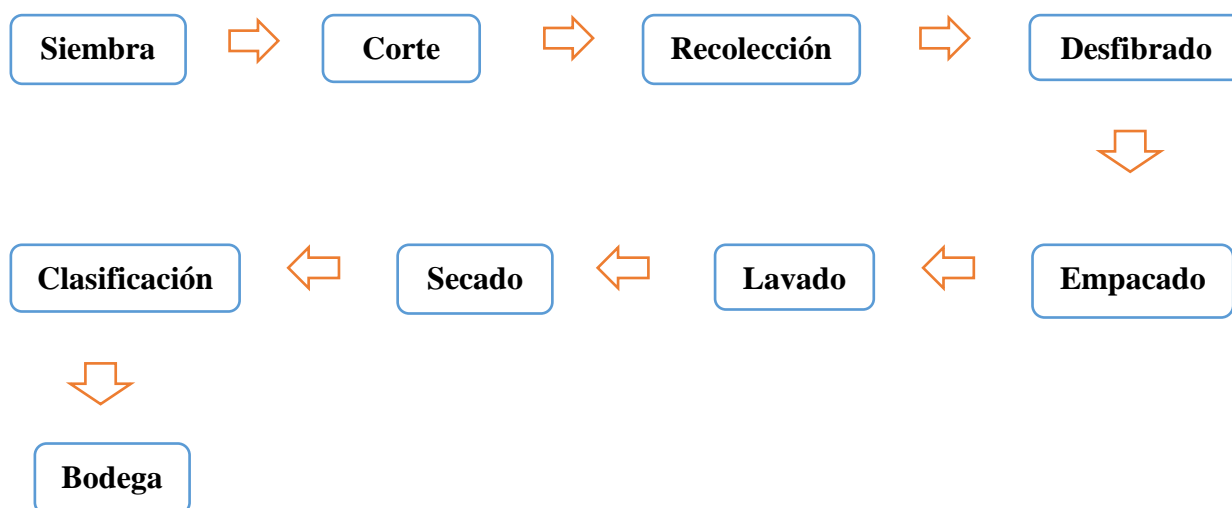 Siembra
Corte
Recolección
Desfibrado
Empacado
Lavado
Secado
Clasificación
Bodega